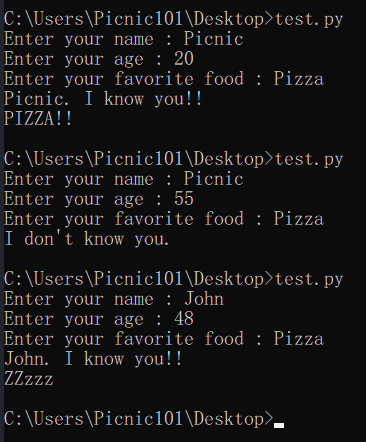 C:\Users\Picnic101\Desktop>test.py
Enter your name : Picnic
Enter your age : 20
Enter your favorite food : Pizza
Picnic. I know you!!
PIZZA!!
C:\Users\Picnic101\Desktop>test.py
Enter your name : Picnic
Enter your age : 55
Enter your favorite food : Pizza
I don't know you.
C:\Users\Picnic101\Desktop>test.py
Enter your name : John
Enter your age : 48
Enter your favorite food : Pizza
John. I know you!!
ZZzzz
C:\Users\Picnic101\Desktop>